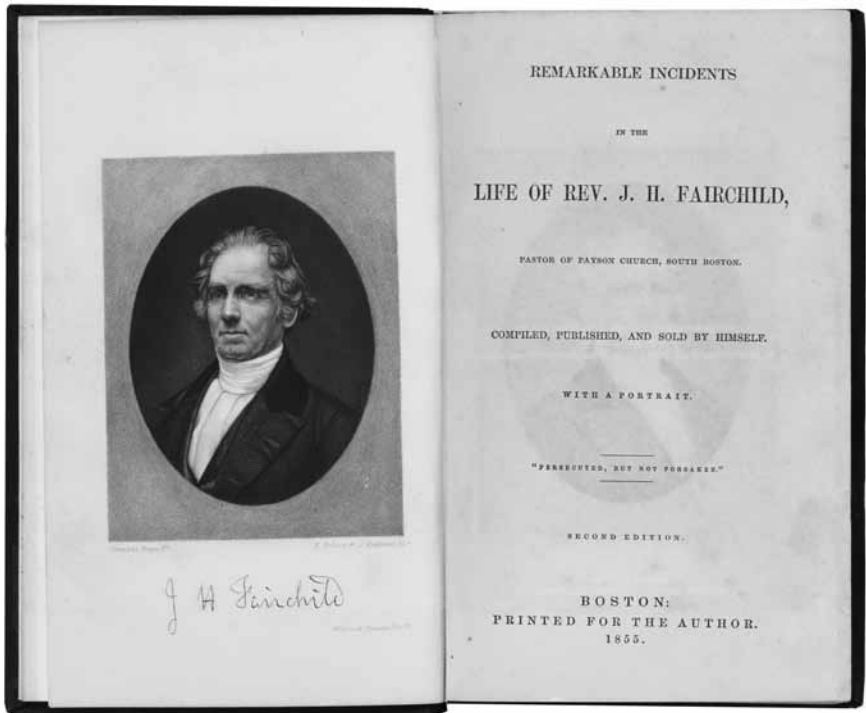 J H Fairchild
REMARKABLE INCIDENTS
IN THE
LIFE OF REV. J. H. FAIRCHILD,
PASTOR OF PAYSON CHURCH, SOUTH BOSTON.
COMPILED, PUBLISHED, AND SOLD BY HIMSELF.
WITH A PORTRAIT.
"PERSECUTED, BUT NOT FORSAKEN."
SECOND EDITION.
BOSTON:
PRINTED FOR THE AUTHOR.
1855.